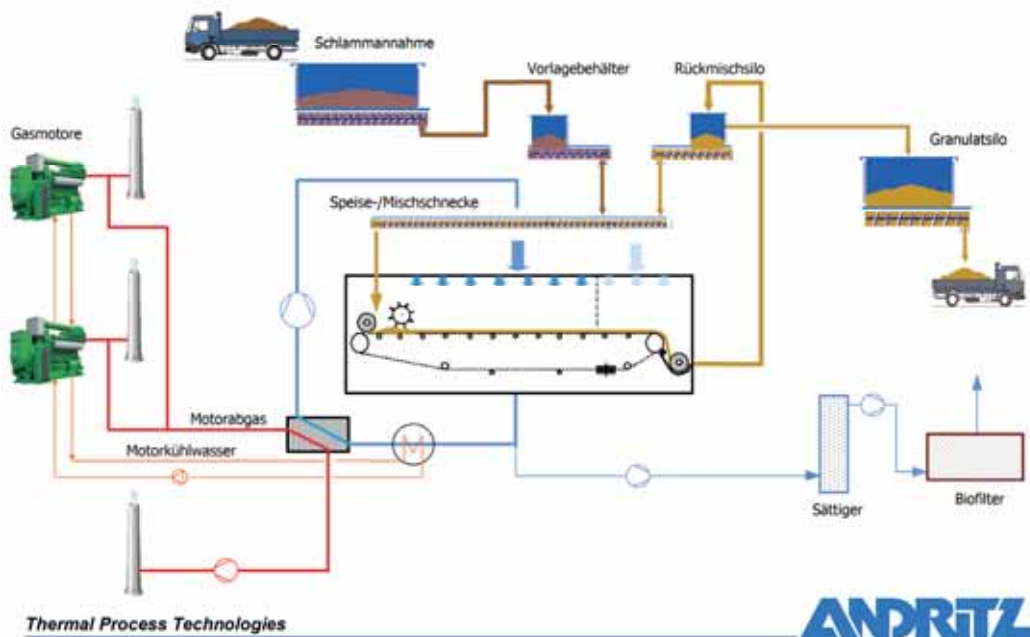 Schlammannahme
Vorlagebehälter
Rückmischsilo
Gasmotore
Granulatsilo
Speise-/Mischschnecke
Motorabgas
Motorkühlwasser
Sättiger
Biofilter
Thermal Process Technologies
ANDRITZ